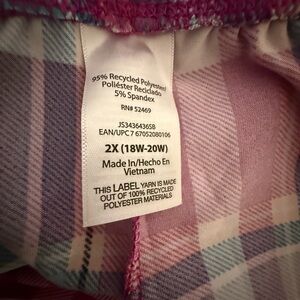 95% Recycled Polyester/
Poliéster Reciclado
5% Spandex
RN# 52469
JS343643658
EAN/UPC 7 67052080106
2X (18W-20W)
Made In/Hecho En
Vietnam
THIS LABEL YARN IS MADE
OUT OF 100% RECYCLED
POLYESTER MATERIALS